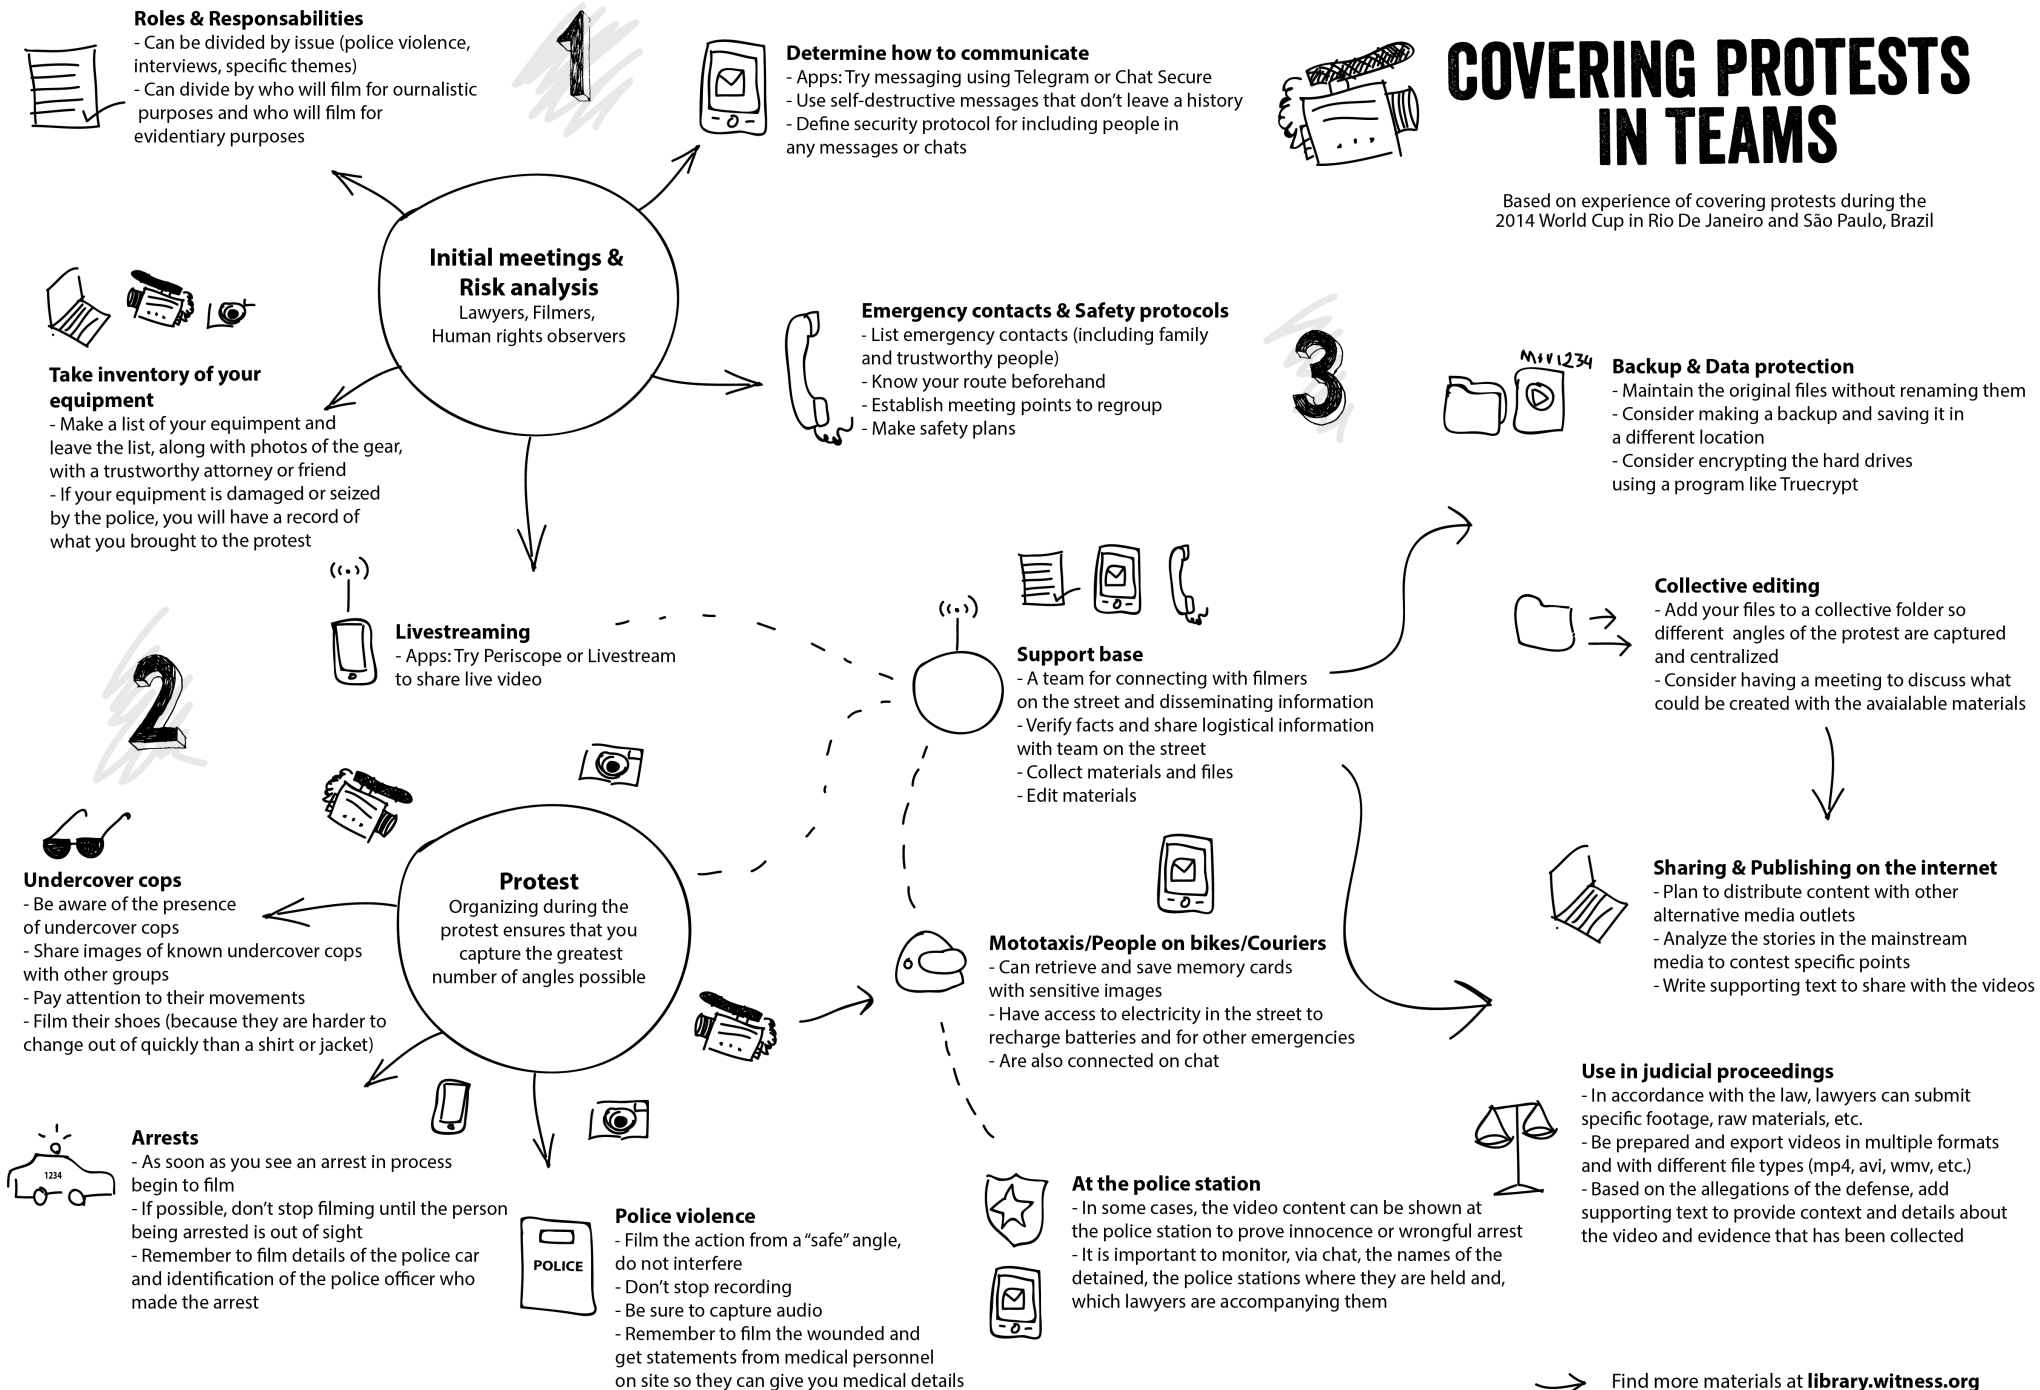 COVERING PROTESTS
IN TEAMS
Based on experience of covering protests during the
2014 World Cup in Rio De Janeiro and São Paulo, Brazil
1
Roles & Responsabilities
- Can be divided by issue (police violence,
interviews, specific themes)
- Can divide by who will film for ournalistic
purposes and who will film for
evidentiary purposes
Determine how to communicate
- Apps: Try messaging using Telegram or Chat Secure
- Use self-destructive messages that don’t leave a history
- Define security protocol for including people in
any messages or chats
Initial meetings &
Risk analysis
Lawyers, Filmers,
Human rights observers
Take inventory of your
equipment
- Make a list of your equimpent and
leave the list, along with photos of the gear,
with a trustworthy attorney or friend
- If your equipment is damaged or seized
by the police, you will have a record of
what you brought to the protest
Emergency contacts & Safety protocols
- List emergency contacts (including family
and trustworthy people)
- Know your route beforehand
- Establish meeting points to regroup
- Make safety plans
Livestreaming
- Apps: Try Periscope or Livestream
to share live video
2
Protest
Organizing during the
protest ensures that you
capture the greatest
number of angles possible
Undercover cops
- Be aware of the presence
of undercover cops
- Share images of known undercover cops
with other groups
- Pay attention to their movements
- Film their shoes (because they are harder to
change out of quickly than a shirt or jacket)
1234
Arrests
- As soon as you see an arrest in process
begin to film
- If possible, don’t stop filming until the person
being arrested is out of sight
- Remember to film details of the police car
and identification of the police officer who
made the arrest
POLICE
Police violence
- Film the action from a “safe” angle,
do not interfere
- Don’t stop recording
- Be sure to capture audio
- Remember to film the wounded and
get statements from medical personnel
on site so they can give you medical details
Support base
- A team for connecting with filmers
on the street and disseminating information
- Verify facts and share logistical information
with team on the street
- Collect materials and files
- Edit materials
Mototaxis/People on bikes/Couriers
- Can retrieve and save memory cards
with sensitive images
- Have access to electricity in the street to
recharge batteries and for other emergencies
- Are also connected on chat
At the police station
- In some cases, the video content can be shown at
the police station to prove innocence or wrongful arrest
- It is important to monitor, via chat, the names of the
detained, the police stations where they are held and,
which lawyers are accompanying them
3
MOV1234
Backup & Data protection
- Maintain the original files without renaming them
- Consider making a backup and saving it in
a different location
- Consider encrypting the hard drives
using a program like Truecrypt
Collective editing
- Add your files to a collective folder so
different angles of the protest are captured
and centralized
- Consider having a meeting to discuss what
could be created with the avaialable materials
Sharing & Publishing on the internet
- Plan to distribute content with other
alternative media outlets
- Analyze the stories in the mainstream
media to contest specific points
- Write supporting text to share with the videos
Use in judicial proceedings
- In accordance with the law, lawyers can submit
specific footage, raw materials, etc.
- Be prepared and export videos in multiple formats
and with different file types (mp4, avi, wmv, etc.)
- Based on the allegations of the defense, add
supporting text to provide context and details about
the video and evidence that has been collected
Find more materials at library.witness.org